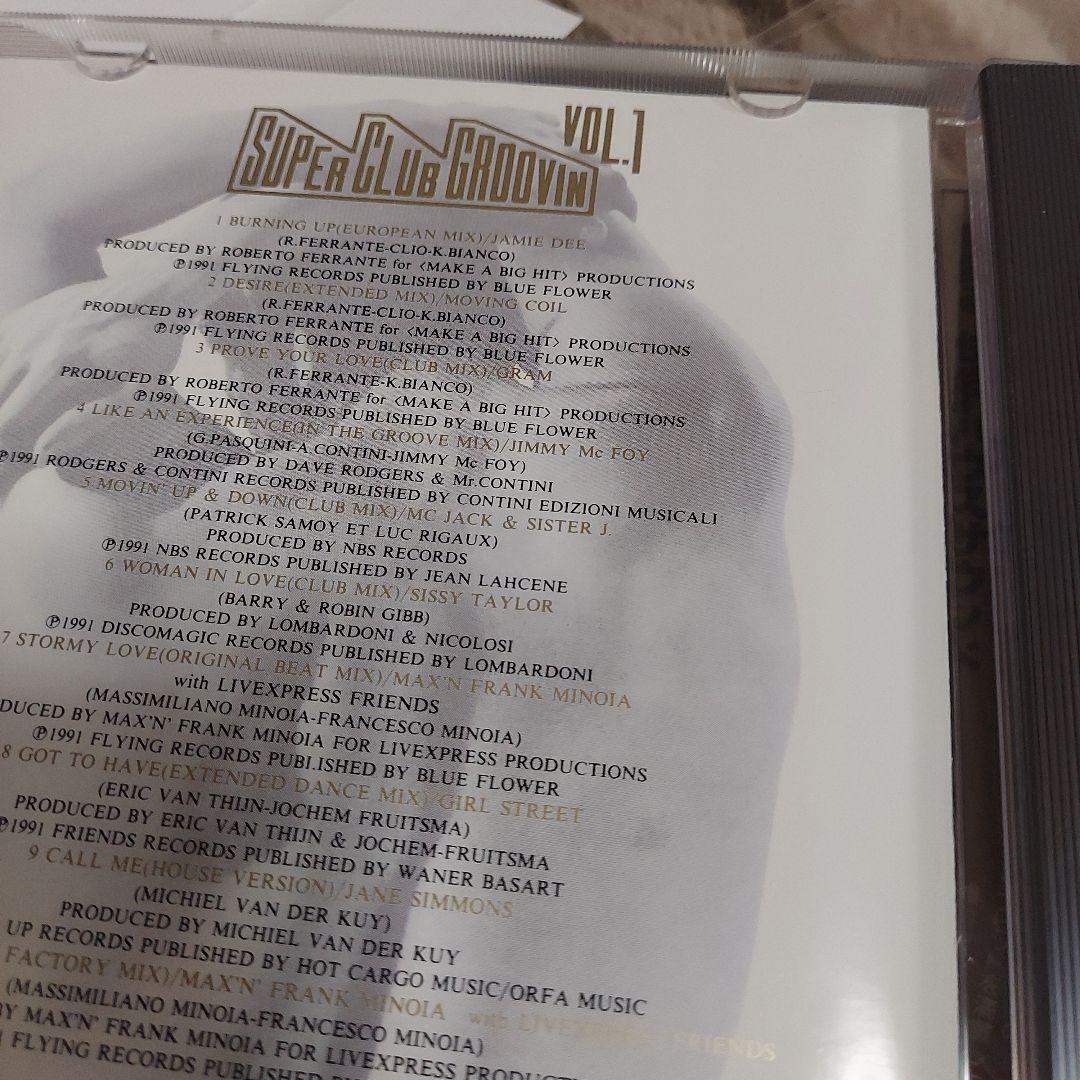 SUPER CLUB GROOVIN VOL.1
1 BURNING UP(EUROPEAN MIX)/JAMIE DEE
(R.FERRANTE-CLIO-K.BIANCO)
PRODUCED BY ROBERTO FERRANTE for <MAKE A BIG HIT> PRODUCTIONS
℗1991 FLYING RECORDS PUBLISHED BY BLUE FLOWER
2 DESIRE(EXTENDED MIX)/MOVING COIL
(R.FERRANTE-CLIO-K.BIANCO)
PRODUCED BY ROBERTO FERRANTE for <MAKE A BIG HIT> PRODUCTIONS
℗1991 FLYING RECORDS PUBLISHED BY BLUE FLOWER
3 PROVE YOUR LOVE(CLUB MIX)/GRAM
(R.FERRANTE-K.BIANCO)
PRODUCED BY ROBERTO FERRANTE for <MAKE A BIG HIT> PRODUCTIONS
℗1991 FLYING RECORDS PUBLISHED BY BLUE FLOWER
4 LIKE AN EXPERIENCE(IN THE GROOVE MIX)/JIMMY Mc FOY
(G.PASQUINI-A.CONTINI-JIMMY Mc FOY)
PRODUCED BY DAVE RODGERS & Mr.CONTINI
℗1991 RODGERS & CONTINI RECORDS PUBLISHED BY CONTINI EDIZIONI MUSICALI
5 MOVIN' UP & DOWN(CLUB MIX)/MC JACK & SISTER J.
(PATRICK SAMOY ET LUC RIGAUX)
PRODUCED BY NBS RECORDS
℗1991 NBS RECORDS PUBLISHED BY JEAN LAHCENE
6 WOMAN IN LOVE(CLUB MIX)/SISSY TAYLOR
(BARRY & ROBIN GIBB)
PRODUCED BY LOMBARDONI & NICOLOSI
℗1991 DISCOMAGIC RECORDS PUBLISHED BY LOMBARDONI
7 STORMY LOVE(ORIGINAL BEAT MIX)/MAX'N FRANK MINOIA
with LIVEXPRESS FRIENDS
(MASSIMILIANO MINOIA-FRANCESCO MINOIA)
DUCED BY MAX'N' FRANK MINOIA FOR LIVEXPRESS PRODUCTIONS
℗1991 FLYING RECORDS PUBLISHED BY BLUE FLOWER
8 GOT TO HAVE(EXTENDED DANCE MIX)/GIRL STREET
(ERIC VAN THIJN-JOCHEM FRUITSMA)
PRODUCED BY ERIC VAN THIJN & JOCHEM-FRUITSMA
℗1991 FRIENDS RECORDS PUBLISHED BY WANER BASART
9 CALL ME(HOUSE VERSION)/JANE SIMMONS
(MICHIEL VAN DER KUY)
PRODUCED BY MICHIEL VAN DER KUY
UP RECORDS PUBLISHED BY HOT CARGO MUSIC/ORFA MUSIC
FACTORY MIX)/MAX'N' FRANK MINOIA with LIVEXPRESS FRIENDS
(MASSIMILIANO MINOIA-FRANCESCO MINOIA)
BY MAX'N' FRANK MINOIA FOR LIVEXPRESS PRODUC
FLYING RECORDS PUBLISHED